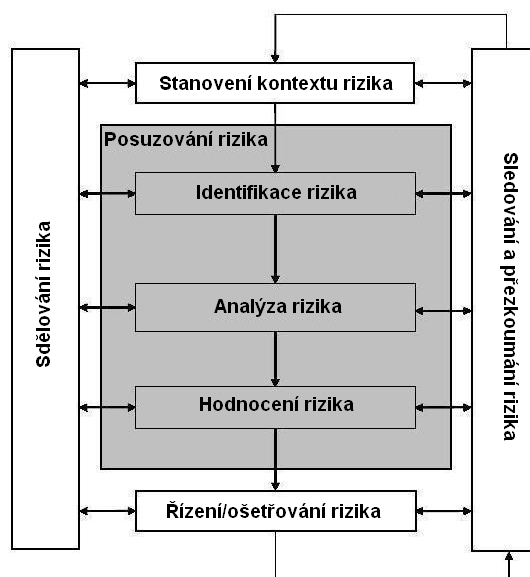 Stanovení kontextu rizika
Posuzování rizika
Identifikace rizika
Analýza rizika
Hodnocení rizika
Řízení/ošetřování rizika
Sdělování rizika
Sledování a přezkoumání rizika